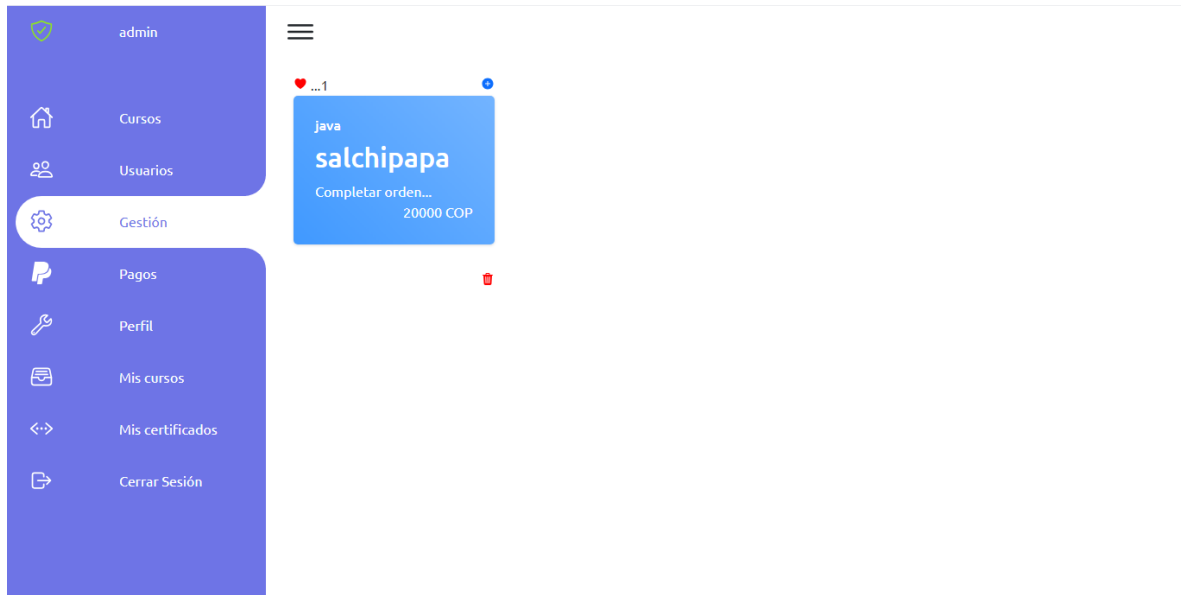 admin
Cursos
Usuarios
Gestión
Pagos
Perfil
Mis cursos
Mis certificados
Cerrar Sesión
...1
java
salchipapa
Completar orden...
20000 COP